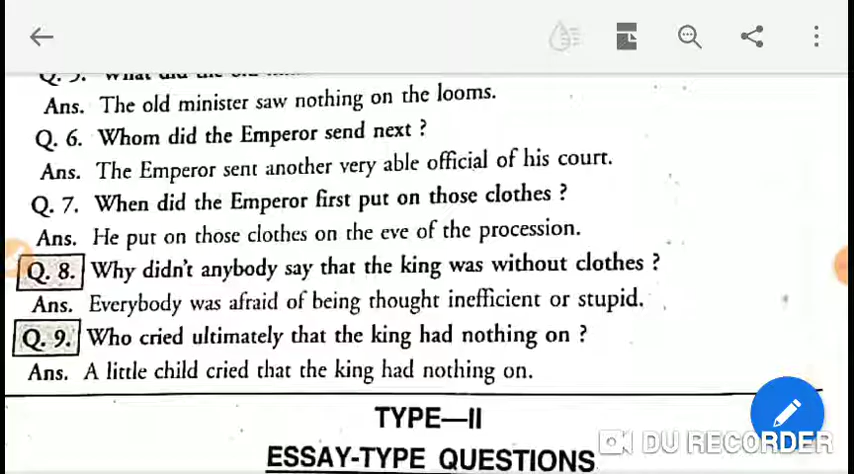 Ans. The old minister saw nothing on the looms.
Q. 6. Whom did the Emperor send next ?
Ans. The Emperor sent another very able official of his court.
Q. 7. When did the Emperor first put on those clothes ?
Ans. He put on those clothes on the eve of the procession.
Q. 8. Why didn't anybody say that the king was without clothes ?
Ans. Everybody was afraid of being thought inefficient or stupid.
Q. 9. Who cried ultimately that the king had nothing on ?
Ans. A little child cried that the king had nothing on.
TYPE—II
ESSAY-TYPE QUESTIONS
DU RECORDER